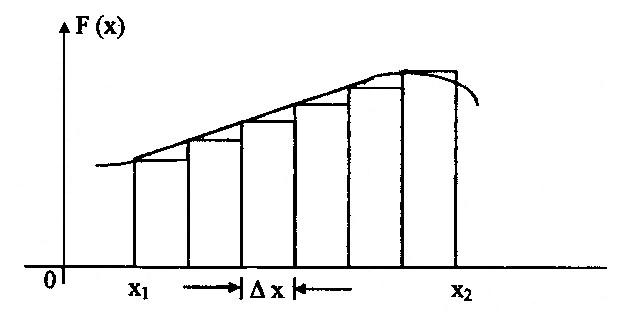 F (x)
0
x₁
Δ x
x₂